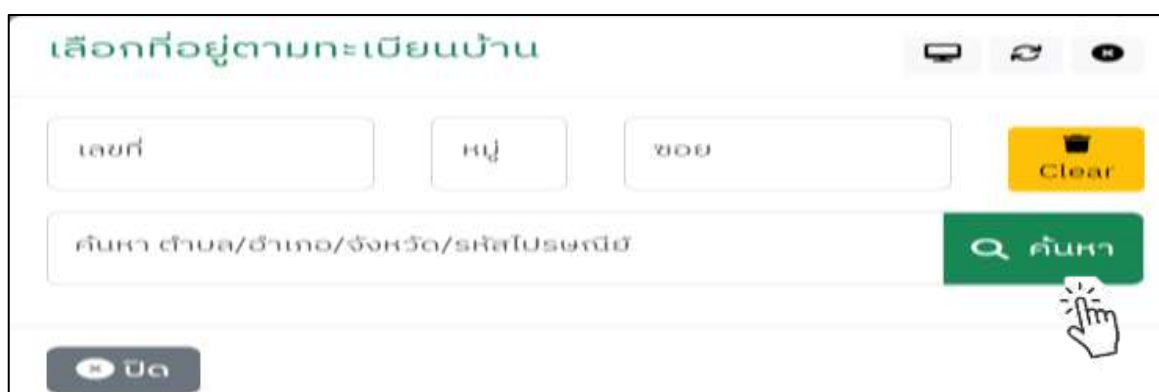 เลือกที่อยู่ตามทะเบียนบ้าน
เลขที่ หมู่ ซอย Clear
ค้นหา ตำบล/อำเภอ/จังหวัด/รหัสไปรษณีย์ ค้นหา
ปิด